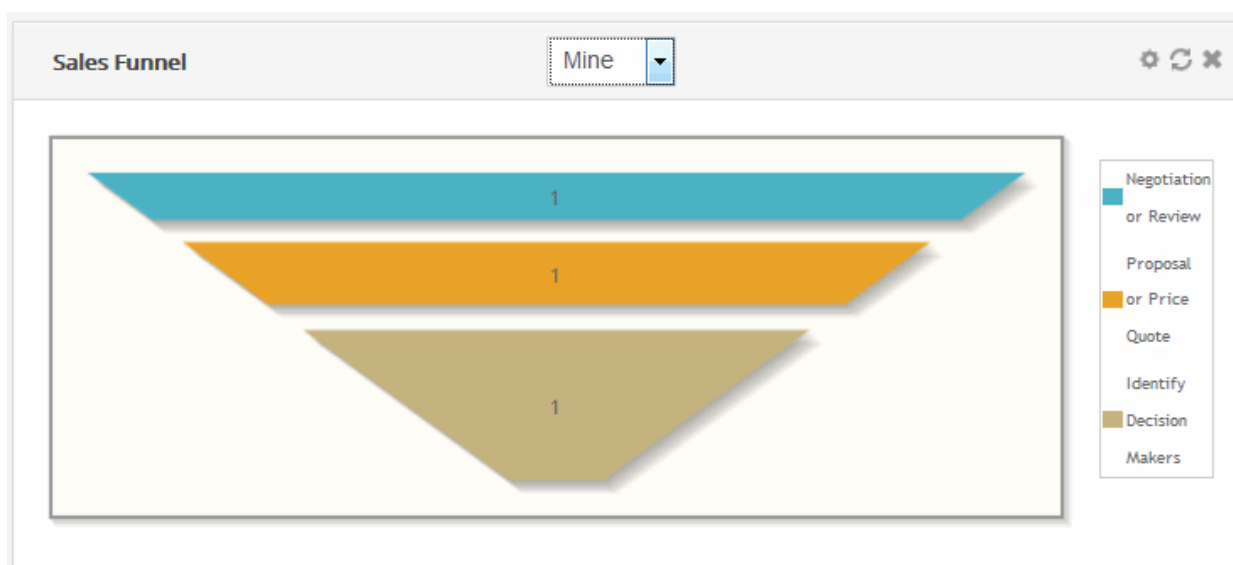 Sales Funnel
Mine
1
1
1
Negotiation
or Review
Proposal
or Price
Quote
Identify
Decision
Makers